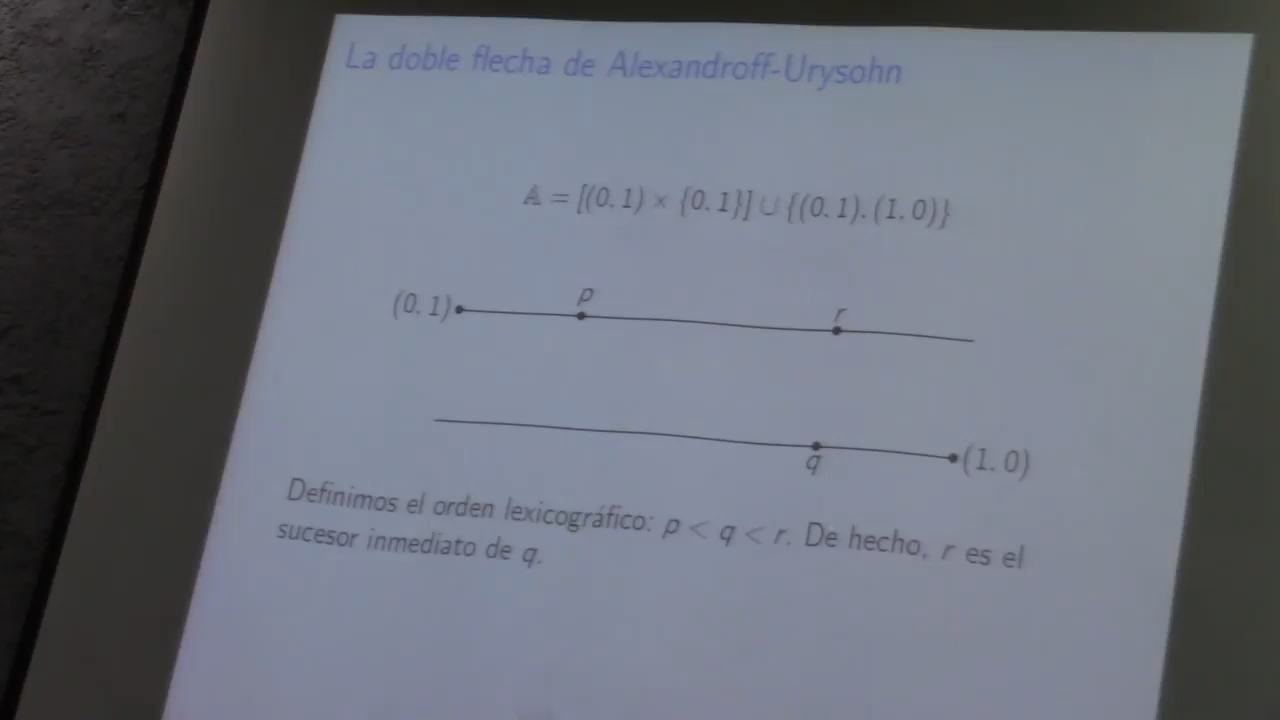 La doble flecha de Alexandroff-Urysohn
𝔸 = [(0, 1) × {0, 1}] ∪ {(0, 1), (1, 0)}
(0, 1) p r
q (1, 0)
Definimos el orden lexicográfico: p < q < r. De hecho, r es el
sucesor inmediato de q.